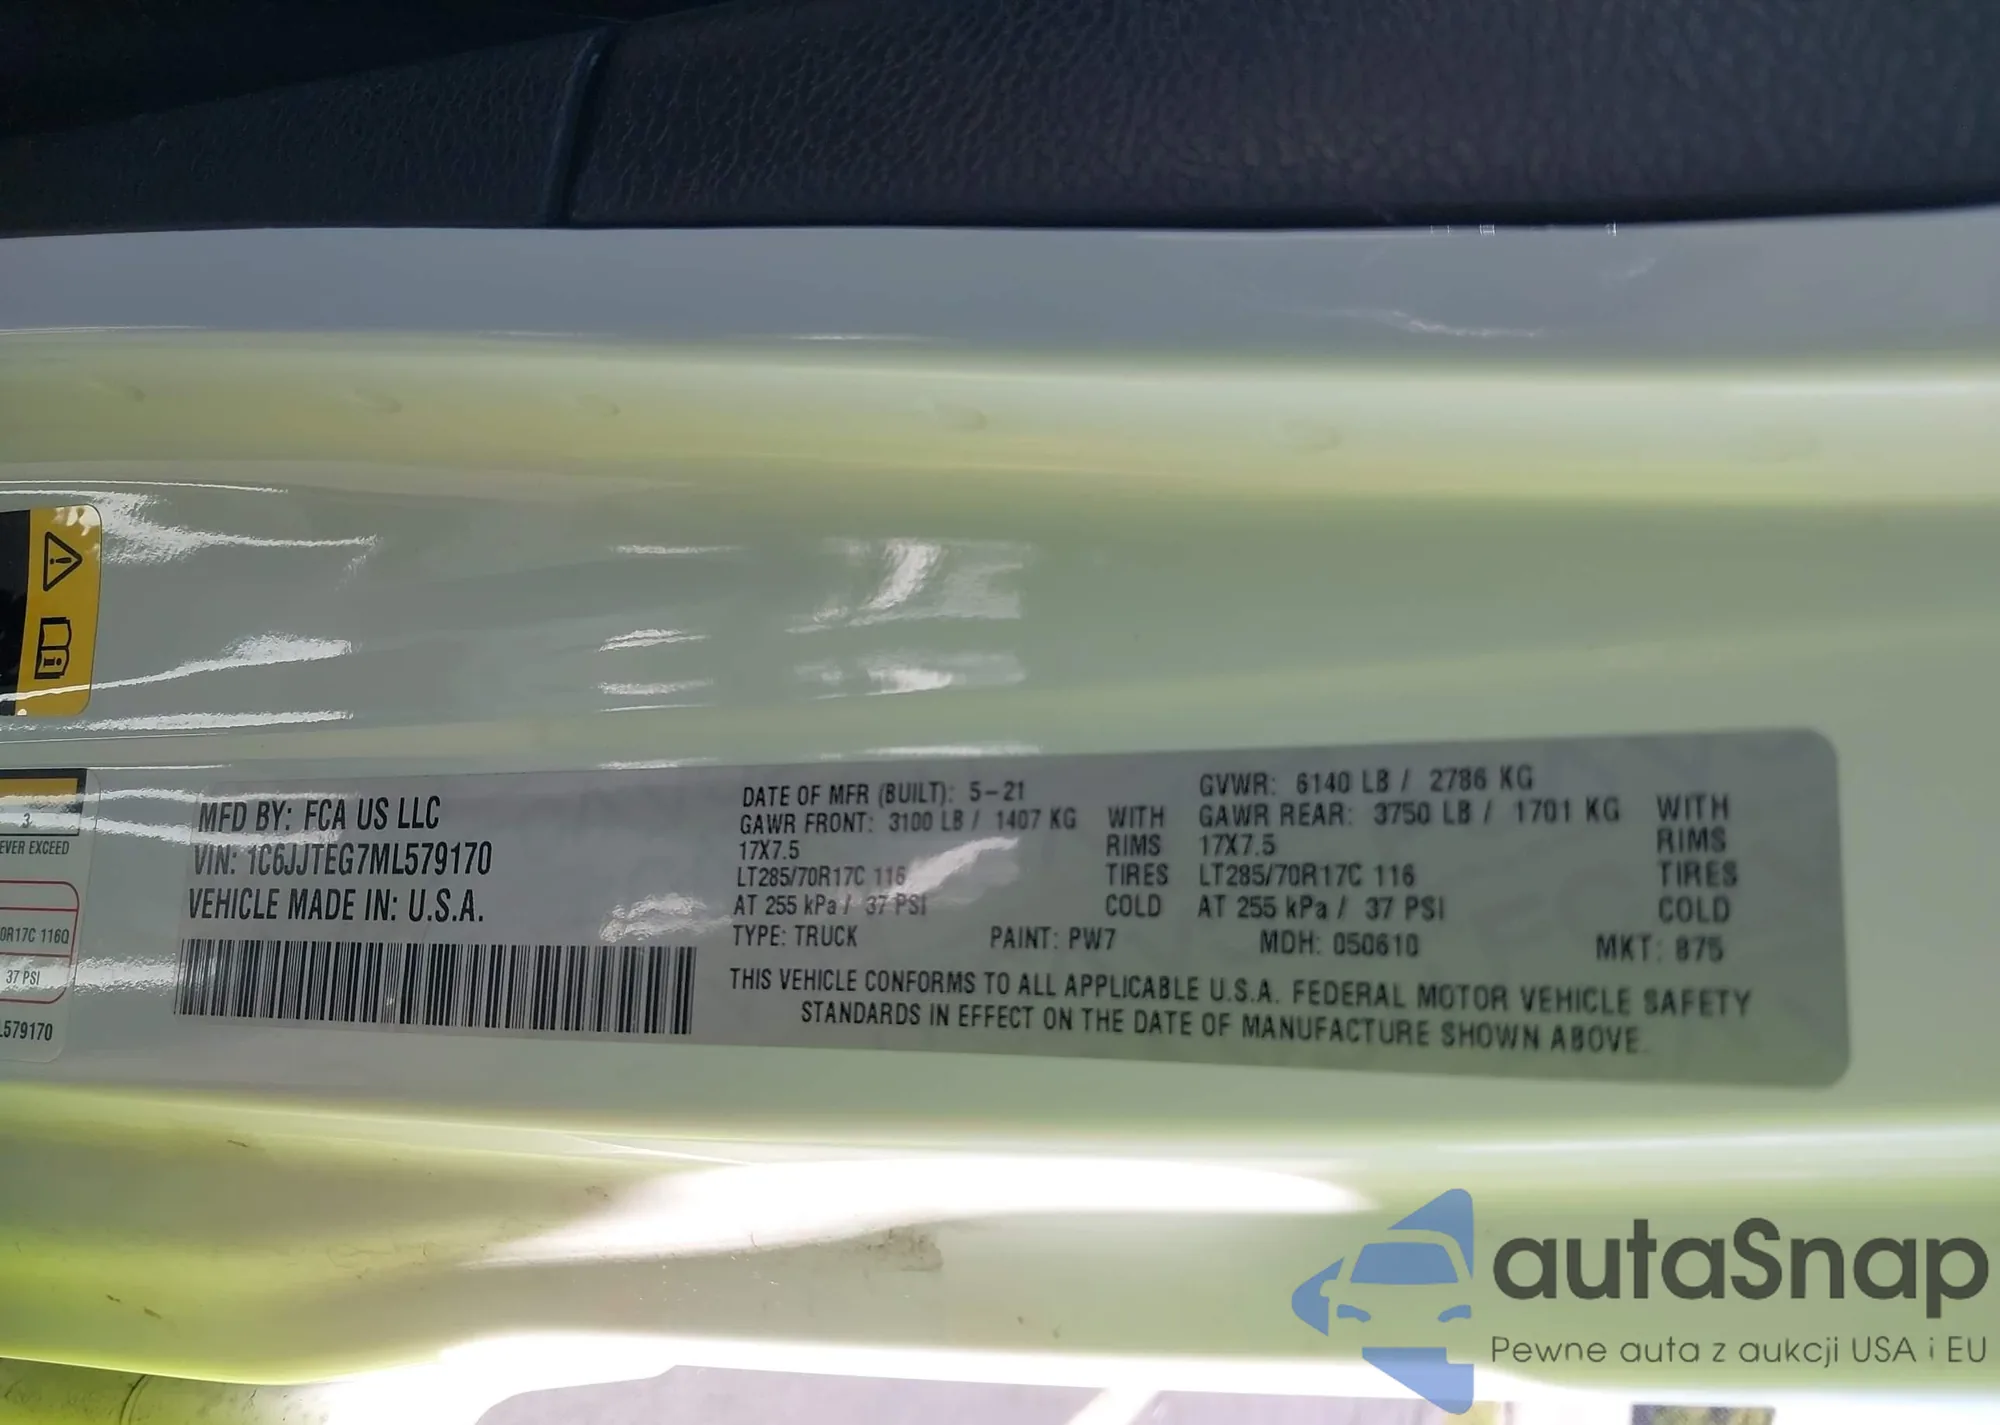 3
EVER EXCEED
0R17C 116Q
37 PSI
L579170
MFD BY: FCA US LLC
VIN: 1C6JJTEG7ML579170
VEHICLE MADE IN: U.S.A.
DATE OF MFR (BUILT): 5-21
GVWR: 6140 LB / 2786 KG
GAWR FRONT: 3100 LB / 1407 KG WITH
GAWR REAR: 3750 LB / 1701 KG WITH
17X7.5 RIMS
17X7.5 RIMS
LT285/70R17C 116 TIRES
LT285/70R17C 116 TIRES
AT 255 kPa / 37 PSI COLD
AT 255 kPa / 37 PSI COLD
TYPE: TRUCK PAINT: PW7 MDH: 050610 MKT: B75
THIS VEHICLE CONFORMS TO ALL APPLICABLE U.S.A. FEDERAL MOTOR VEHICLE SAFETY
STANDARDS IN EFFECT ON THE DATE OF MANUFACTURE SHOWN ABOVE.
autaSnap
Pewne auta z aukcji USA i EU